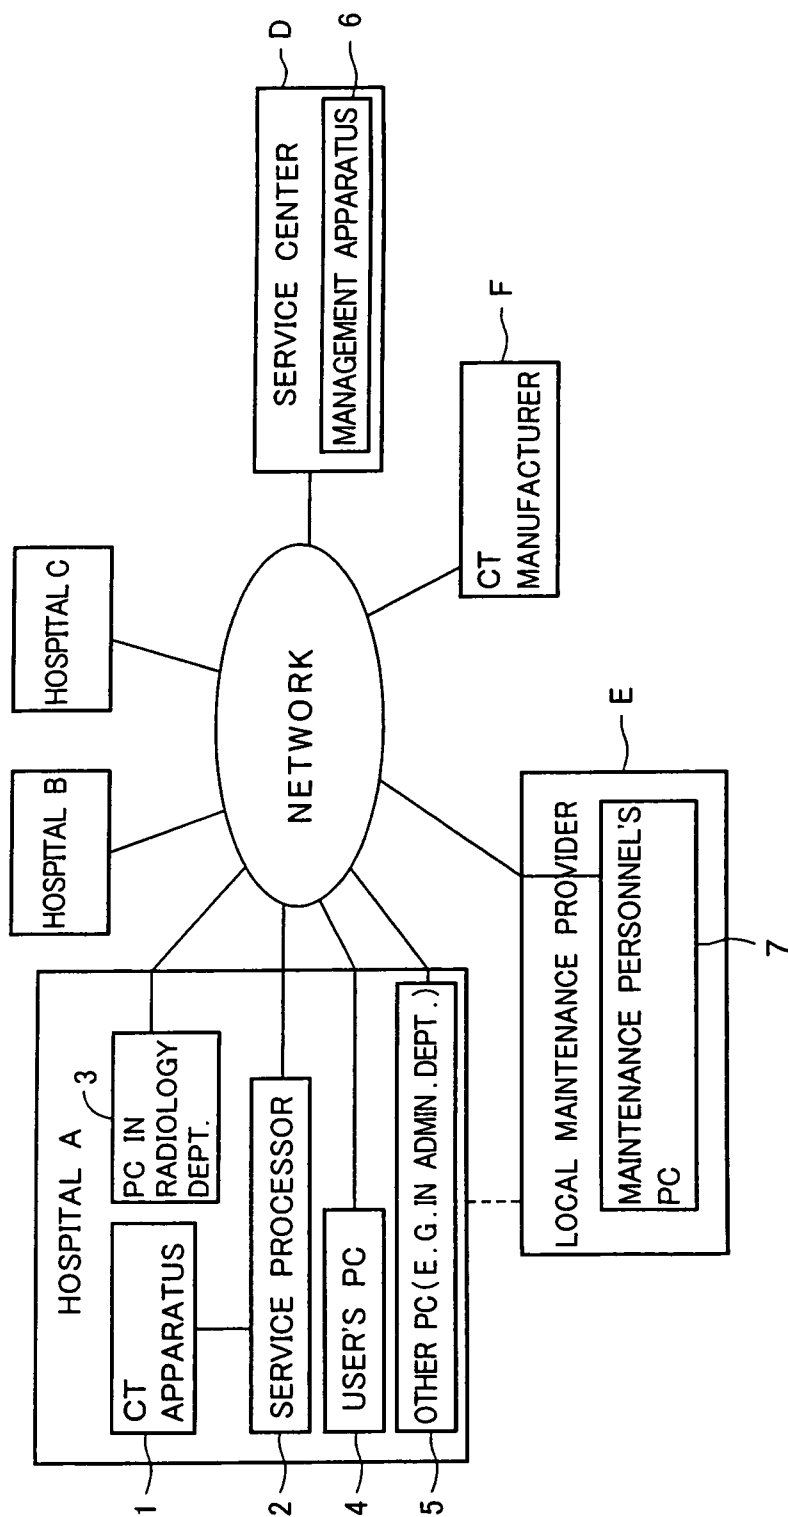 HOSPITAL A
CT
APPARATUS
1
PC IN
RADIOLOGY
DEPT.
3
SERVICE PROCESSOR
2
USER'S PC
4
OTHER PC(E.G.IN ADMIN.DEPT.)
5
HOSPITAL B
HOSPITAL C
NETWORK
SERVICE CENTER
MANAGEMENT APPARATUS
D
6
CT
MANUFACTURER
F
LOCAL MAINTENANCE PROVIDER
MAINTENANCE PERSONNEL'S
PC
E
7